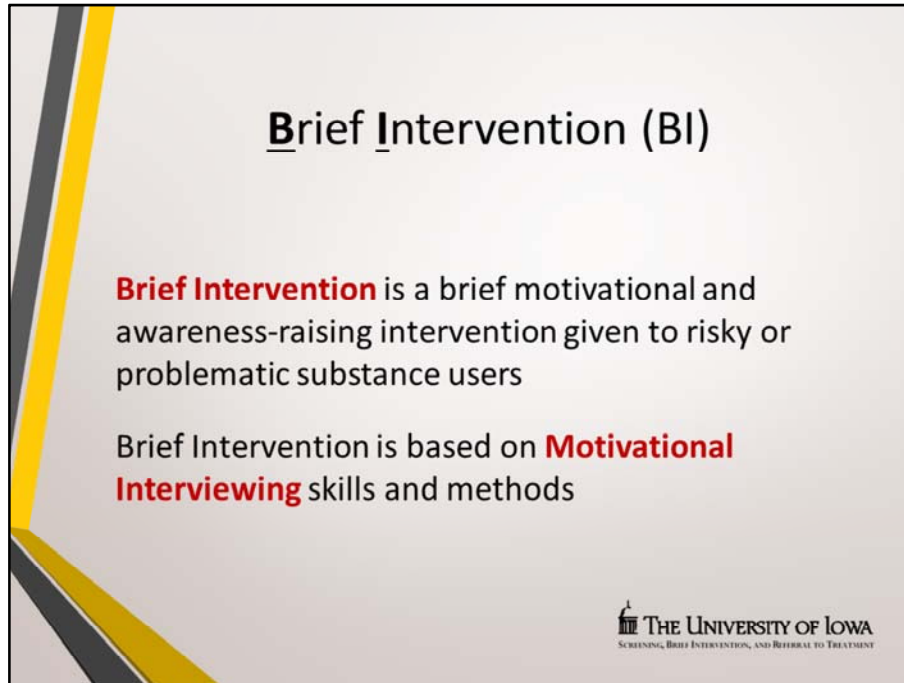 Brief Intervention (BI)
Brief Intervention is a brief motivational and
awareness-raising intervention given to risky or
problematic substance users
Brief Intervention is based on Motivational
Interviewing skills and methods
THE UNIVERSITY OF IOWA
SCREENING, BRIEF INTERVENTION, AND REFERRAL TO TREATMENT